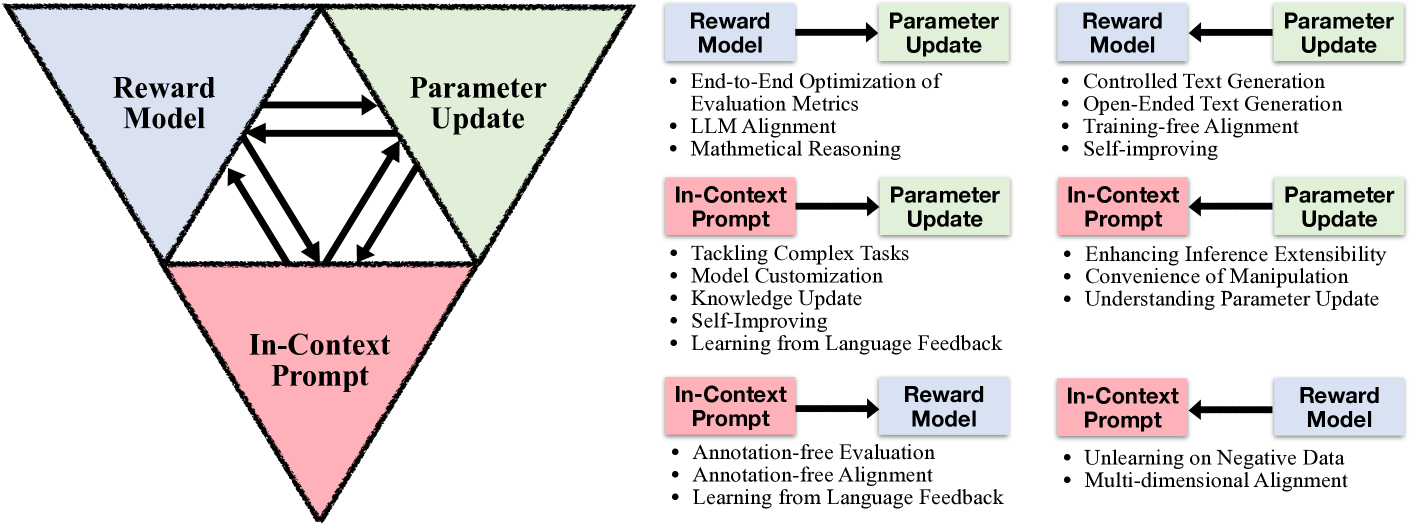 Reward
Model
Parameter
Update
In-Context
Prompt
Reward
Model
Parameter
Update
• End-to-End Optimization of
Evaluation Metrics
• LLM Alignment
• Mathmetical Reasoning
Reward
Model
Parameter
Update
• Controlled Text Generation
• Open-Ended Text Generation
• Training-free Alignment
• Self-improving
In-Context
Prompt
Parameter
Update
• Tackling Complex Tasks
• Model Customization
• Knowledge Update
• Self-Improving
• Learning from Language Feedback
In-Context
Prompt
Parameter
Update
• Enhancing Inference Extensibility
• Convenience of Manipulation
• Understanding Parameter Update
In-Context
Prompt
Reward
Model
• Annotation-free Evaluation
• Annotation-free Alignment
• Learning from Language Feedback
In-Context
Prompt
Reward
Model
• Unlearning on Negative Data
• Multi-dimensional Alignment